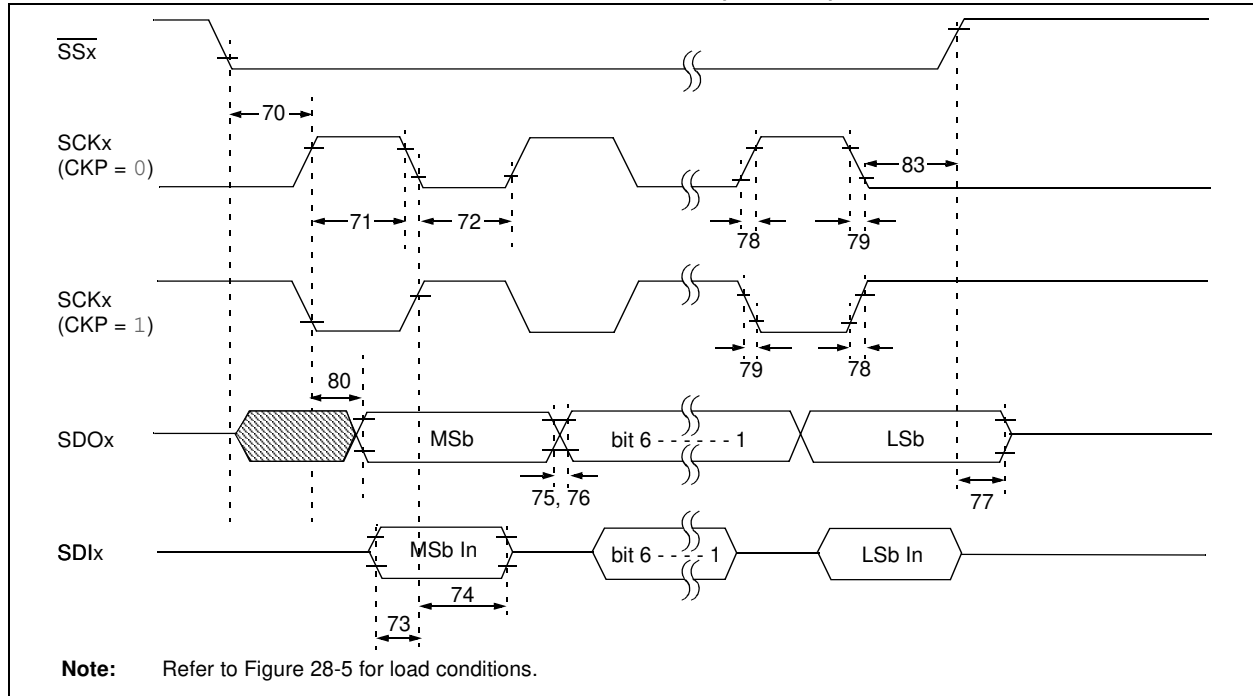 SSx
70
SCKx
(CKP = 0)
83
71
72
78
79
SCKx
(CKP = 1)
79
78
80
SDOx
MSb
bit 6 - - - - - - 1
LSb
75, 76
77
SDIx
MSb In
bit 6 - - - - 1
LSb In
74
73
Note: Refer to Figure 28-5 for load conditions.